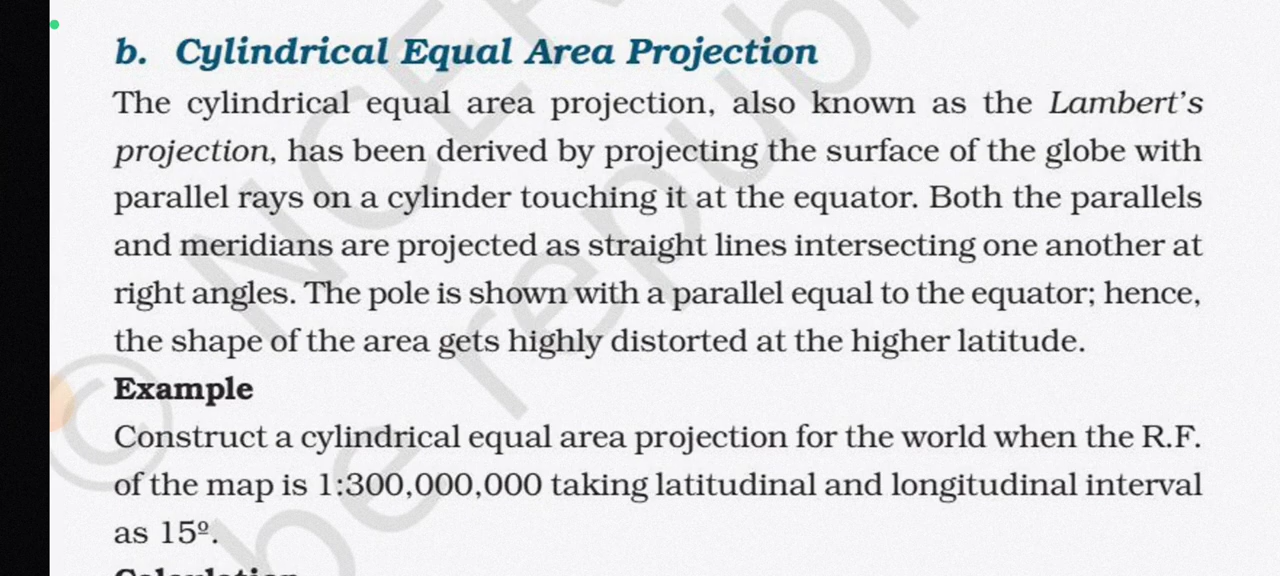 b. Cylindrical Equal Area Projection
The cylindrical equal area projection, also known as the Lambert's
projection, has been derived by projecting the surface of the globe with
parallel rays on a cylinder touching it at the equator. Both the parallels
and meridians are projected as straight lines intersecting one another at
right angles. The pole is shown with a parallel equal to the equator; hence,
the shape of the area gets highly distorted at the higher latitude.
Example
Construct a cylindrical equal area projection for the world when the R.F.
of the map is 1:300,000,000 taking latitudinal and longitudinal interval
as 15º.
Calculation
© NCER
be republ